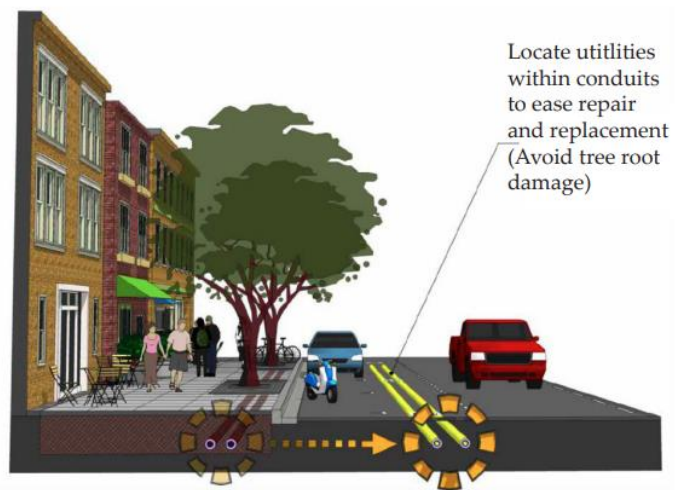 Locate utitlities
within conduits
to ease repair
and replacement
(Avoid tree root
damage)